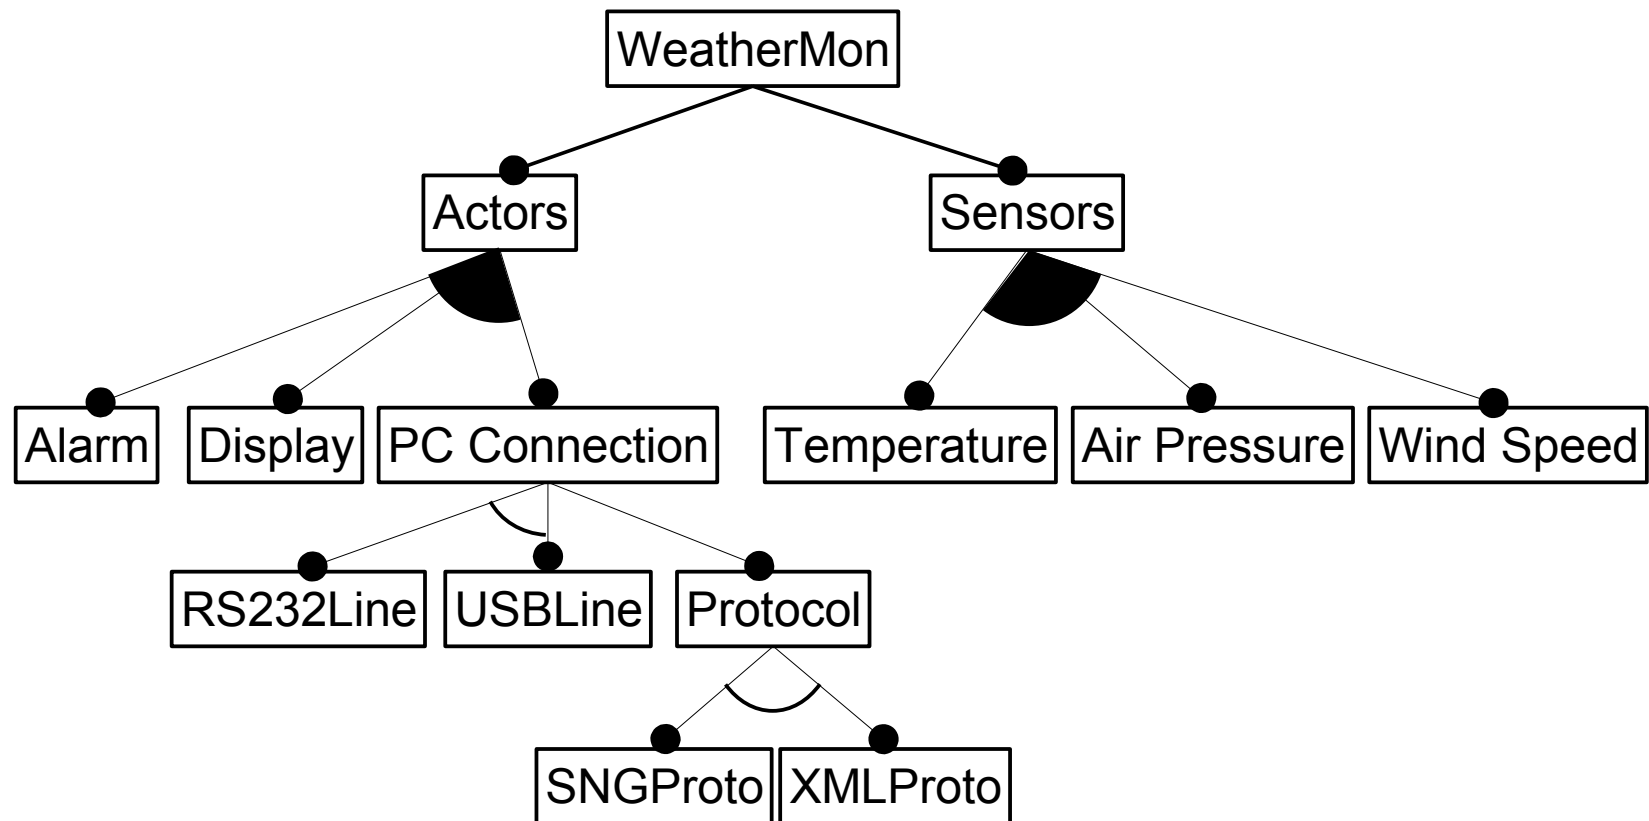 WeatherMon
Actors
Sensors
Alarm
Display
PC Connection
Temperature
Air Pressure
Wind Speed
RS232Line
USBLine
Protocol
SNGProto
XMLProto